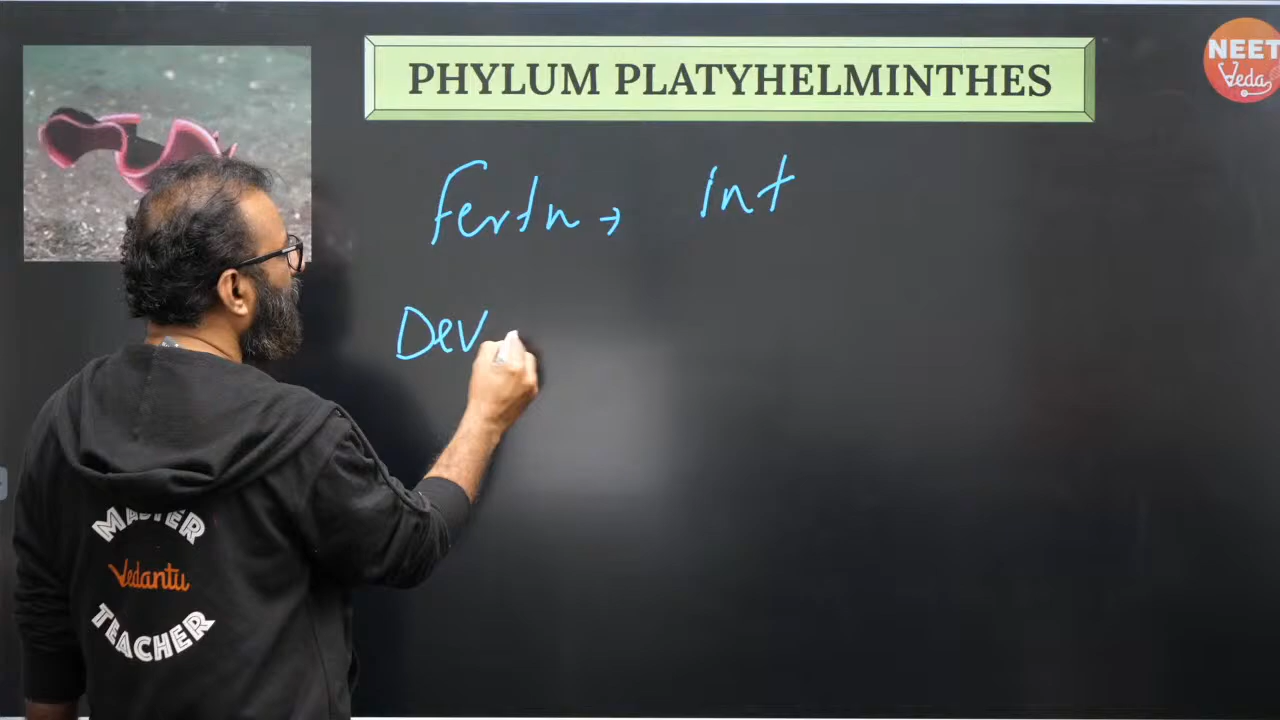 PHYLUM PLATYHELMINTHES
NEET
Veda
Fertn → Int
Dev
MASTER
Vedantu
TEACHER